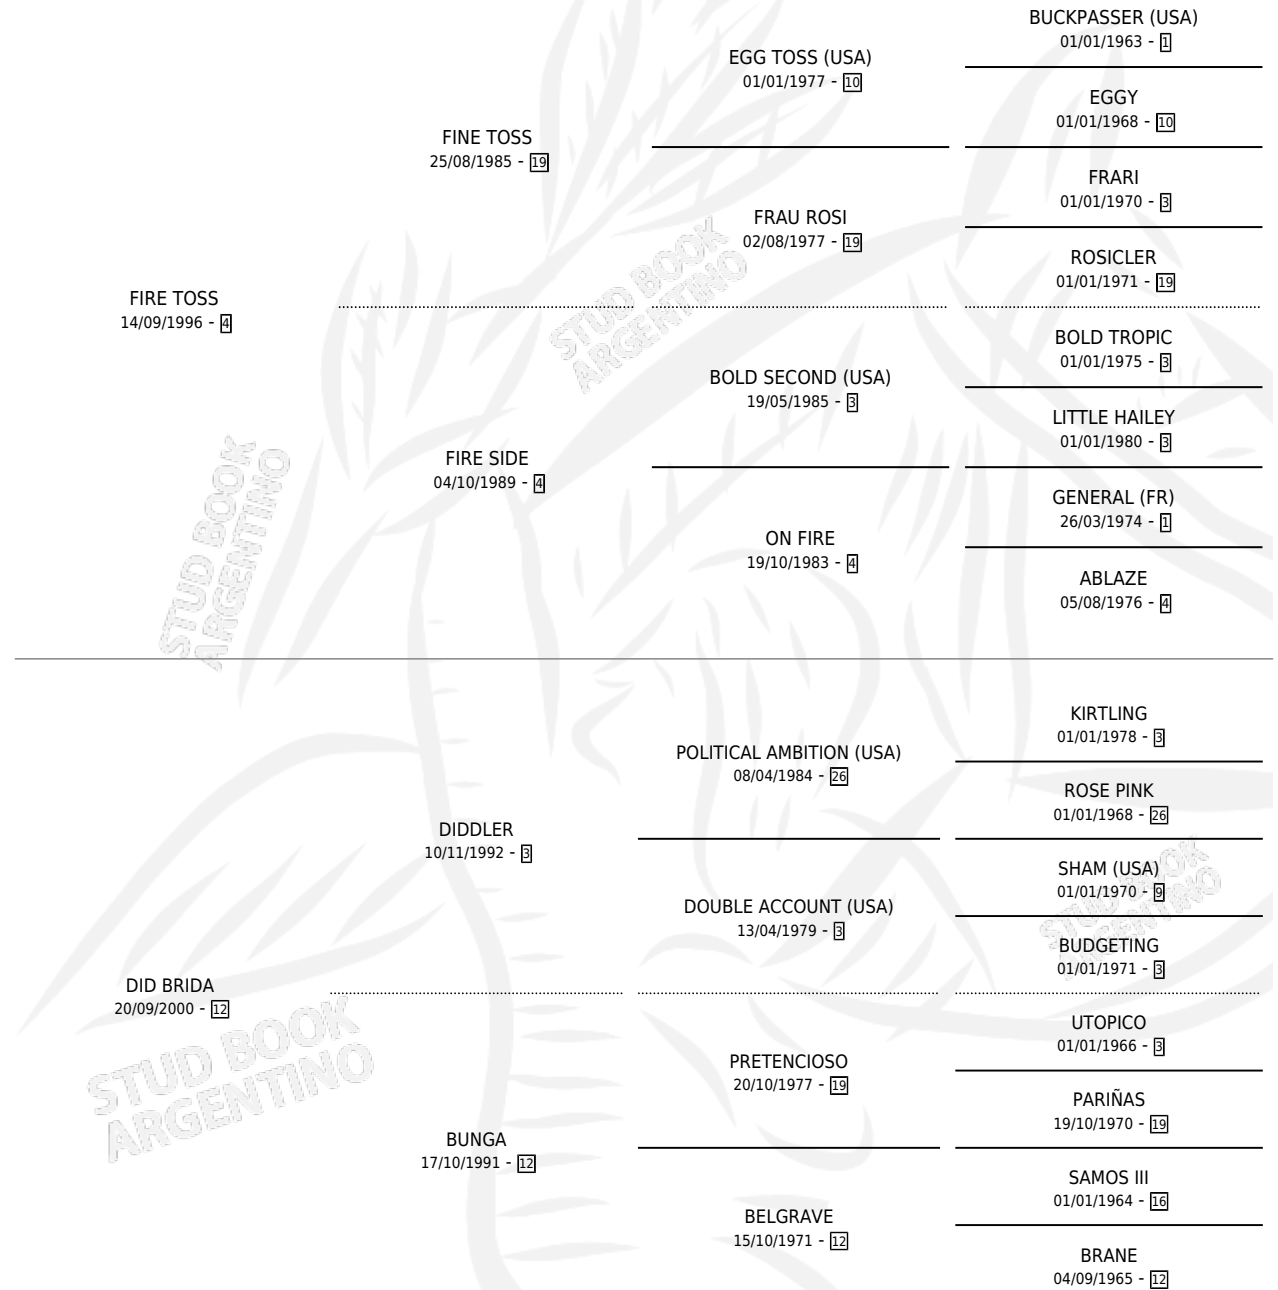 BUCKPASSER (USA)
01/01/1963 - 1
EGG TOSS (USA)
01/01/1977 - 10
EGGY
01/01/1968 - 10
FINE TOSS
25/08/1985 - 19
FRARI
01/01/1970 - 3
FRAU ROSI
02/08/1977 - 19
ROSICLER
01/01/1971 - 19
FIRE TOSS
14/09/1996 - 4
BOLD TROPIC
01/01/1975 - 3
BOLD SECOND (USA)
19/05/1985 - 3
LITTLE HAILEY
01/01/1980 - 3
FIRE SIDE
04/10/1989 - 4
GENERAL (FR)
26/03/1974 - 1
ON FIRE
19/10/1983 - 4
ABLAZE
05/08/1976 - 4
STUD BOOK
ARGENTINO
STUD BOOK
ARGENTINO
KIRTLING
01/01/1978 - 3
POLITICAL AMBITION (USA)
08/04/1984 - 26
ROSE PINK
01/01/1968 - 26
DIDDLER
10/11/1992 - 3
SHAM (USA)
01/01/1970 - 9
DOUBLE ACCOUNT (USA)
13/04/1979 - 3
BUDGETING
01/01/1971 - 3
DID BRIDA
20/09/2000 - 12
UTOPICO
01/01/1966 - 3
PRETENCIOSO
20/10/1977 - 19
PARIÑAS
19/10/1970 - 19
BUNGA
17/10/1991 - 12
SAMOS III
01/01/1964 - 16
BELGRAVE
15/10/1971 - 12
BRANE
04/09/1965 - 12
STUD BOOK
ARGENTINO
STUD BOOK
ARGENTINO